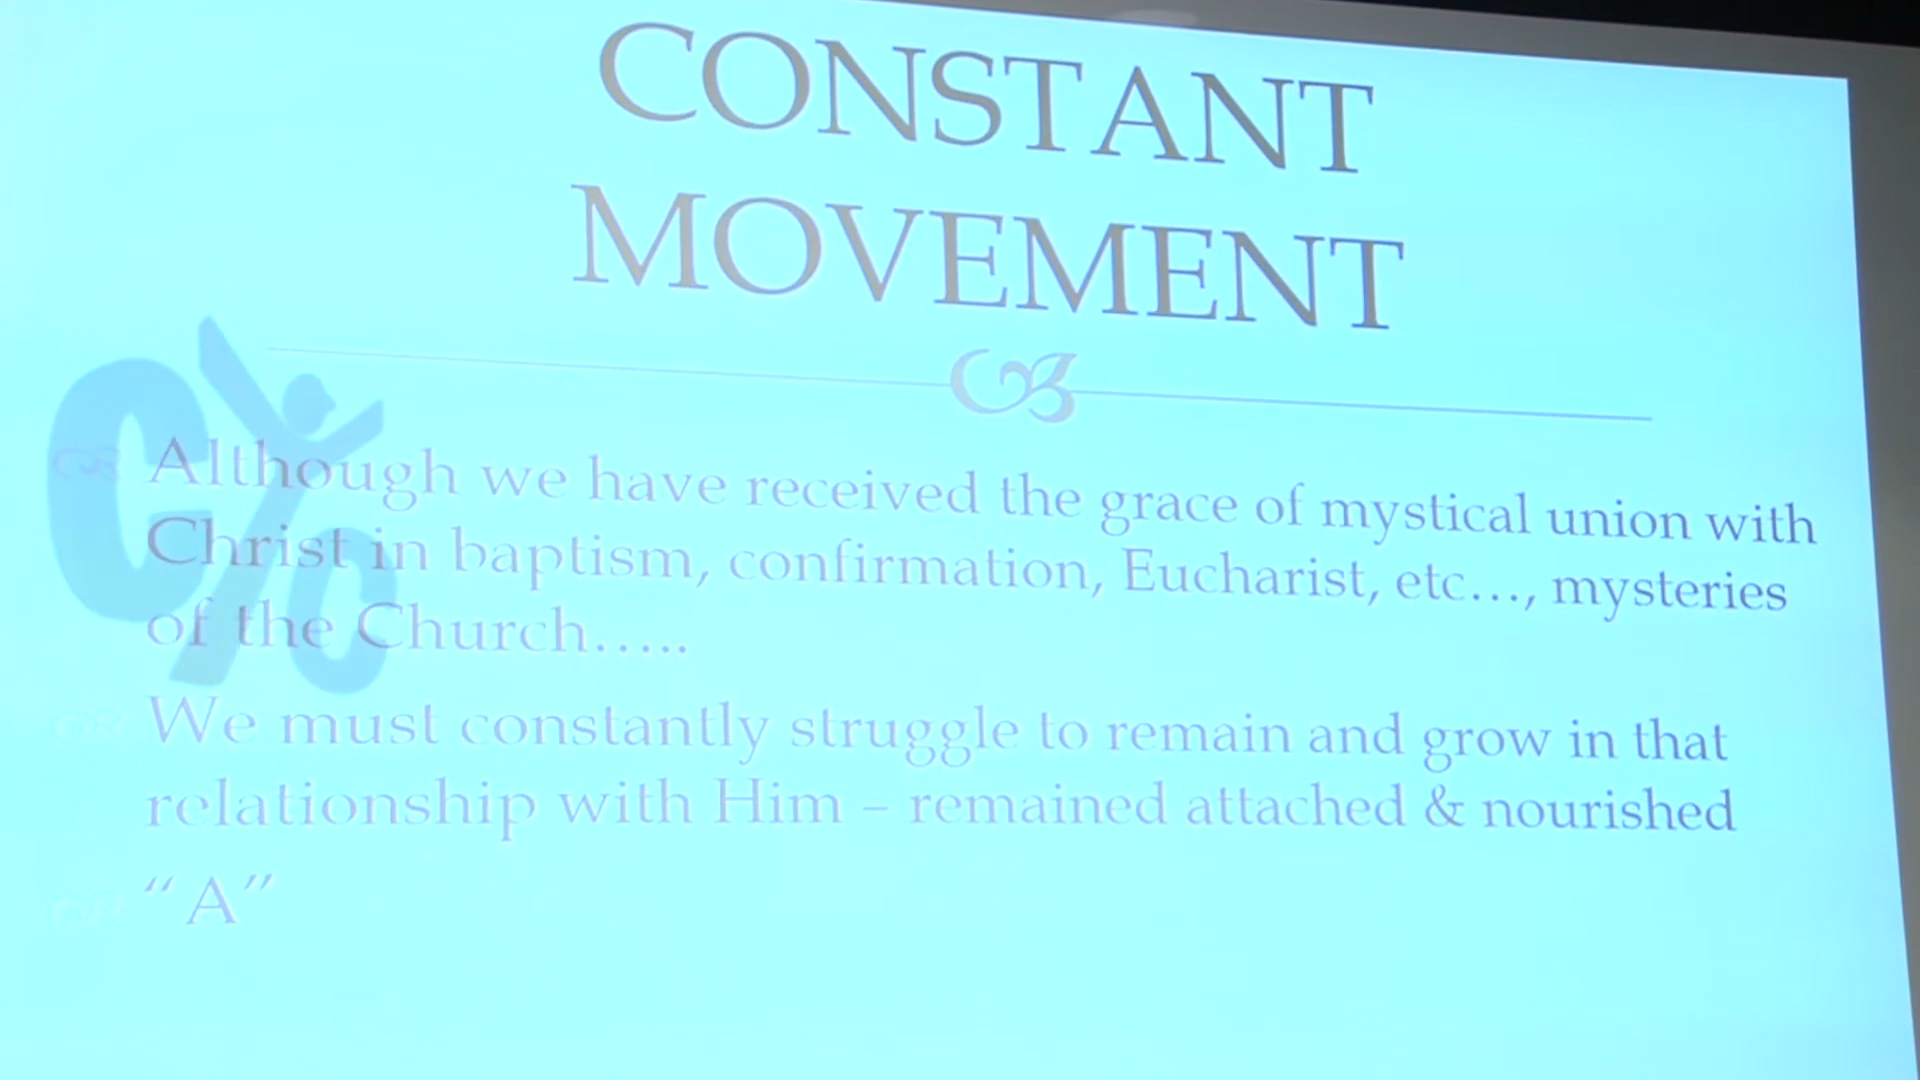 CONSTANT
MOVEMENT
Although we have received the grace of mystical union with
Christ in baptism, confirmation, Eucharist, etc…, mysteries
of the Church…..
We must constantly struggle to remain and grow in that
relationship with Him – remained attached & nourished
“A”